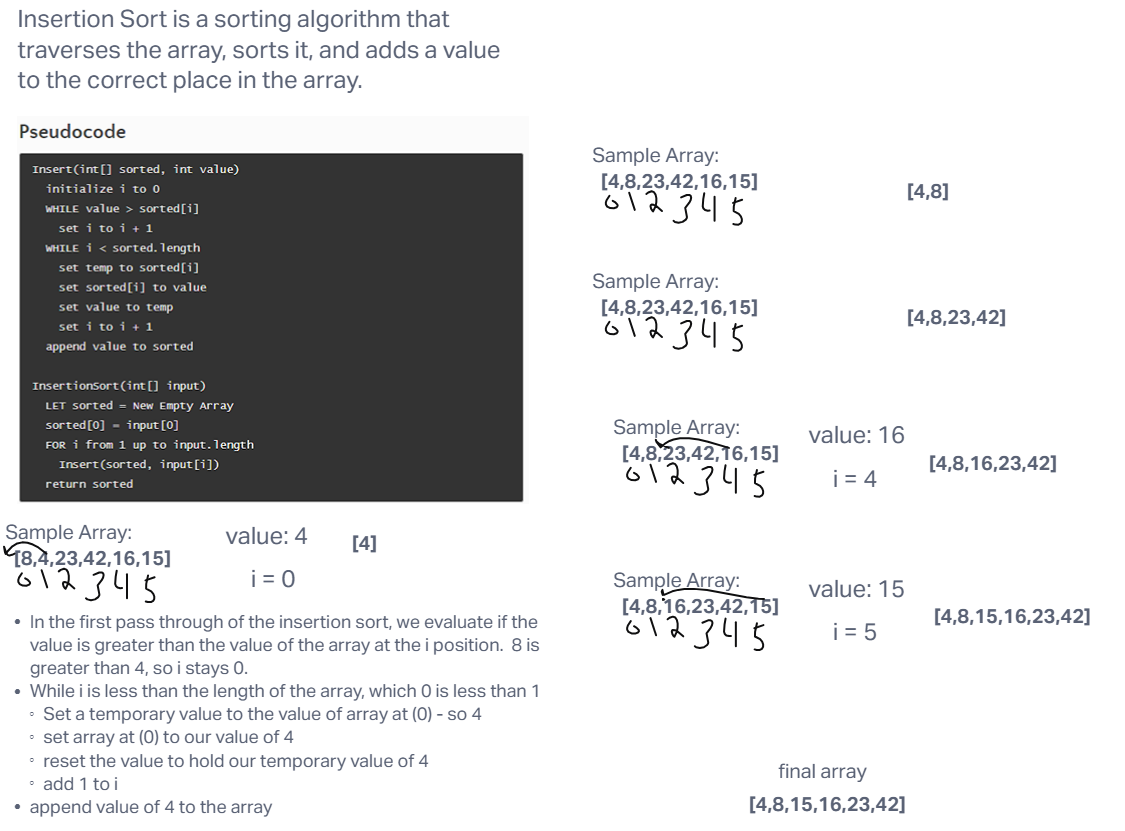 Insertion Sort is a sorting algorithm that
traverses the array, sorts it, and adds a value
to the correct place in the array.
Pseudocode
Insert(int[] sorted, int value)
initialize i to 0
WHILE value > sorted[i]
set i to i + 1
WHILE i < sorted.length
set temp to sorted[i]
set sorted[i] to value
set value to temp
set i to i + 1
append value to sorted
InsertionSort(int[] input)
LET sorted = New Empty Array
sorted[0] = input[0]
FOR i from 1 up to input.length
Insert(sorted, input[i])
return sorted
Sample Array:
[8,4,23,42,16,15]
0 1 2 3 4 5
value: 4
i = 0
[4]
• In the first pass through of the insertion sort, we evaluate if the
value is greater than the value of the array at the i position. 8 is
greater than 4, so i stays 0.
• While i is less than the length of the array, which 0 is less than 1
◦ Set a temporary value to the value of array at (0) - so 4
◦ set array at (0) to our value of 4
◦ reset the value to hold our temporary value of 4
◦ add 1 to i
• append value of 4 to the array
Sample Array:
[4,8,23,42,16,15]
0 1 2 3 4 5
[4,8]
Sample Array:
[4,8,23,42,16,15]
0 1 2 3 4 5
[4,8,23,42]
Sample Array:
[4,8,23,42,16,15]
0 1 2 3 4 5
value: 16
i = 4
[4,8,16,23,42]
Sample Array:
[4,8,16,23,42,15]
0 1 2 3 4 5
value: 15
i = 5
[4,8,15,16,23,42]
final array
[4,8,15,16,23,42]